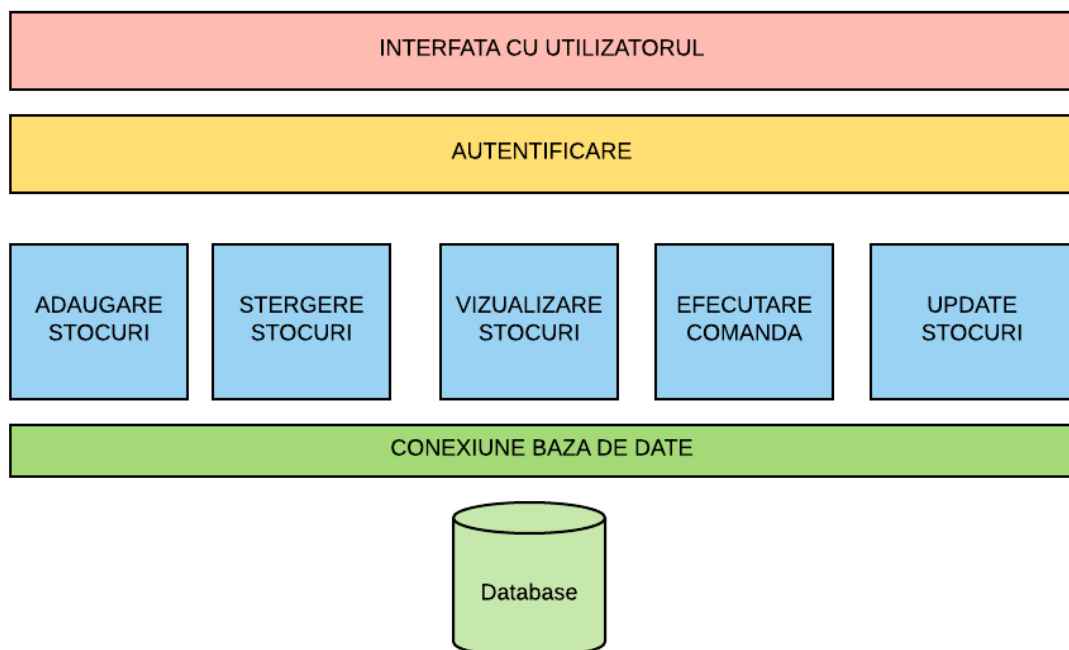 INTERFATA CU UTILIZATORUL
AUTENTIFICARE
ADAUGARE
STOCURI
STERGERE
STOCURI
VIZUALIZARE
STOCURI
EFECUTARE
COMANDA
UPDATE
STOCURI
CONEXIUNE BAZA DE DATE
Database